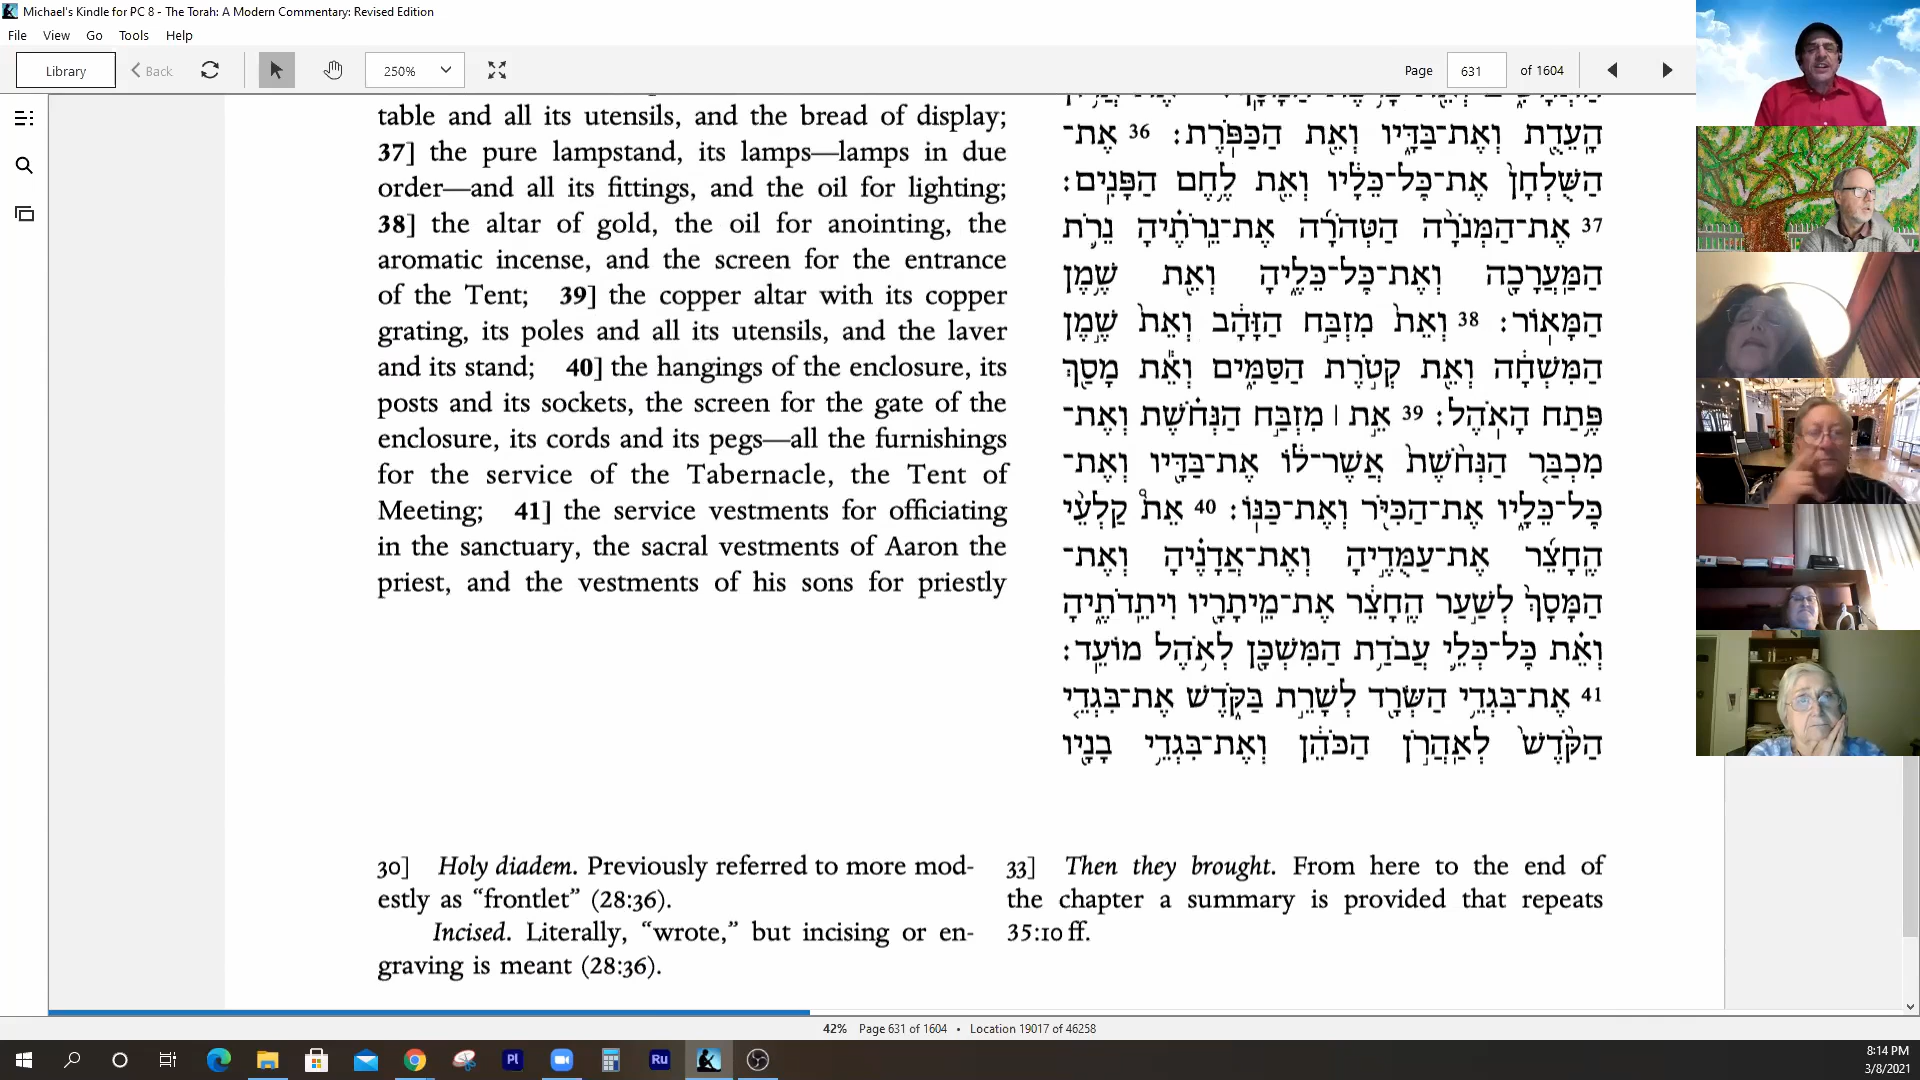 Michael's Kindle for PC 8 - The Torah: A Modern Commentary: Revised Edition
File View Go Tools Help
Library
Back
250%
Page 631 of 1604
table and all its utensils, and the bread of display;
37] the pure lampstand, its lamps—lamps in due
order—and all its fittings, and the oil for lighting;
38] the altar of gold, the oil for anointing, the
aromatic incense, and the screen for the entrance
of the Tent; 39] the copper altar with its copper
grating, its poles and all its utensils, and the laver
and its stand; 40] the hangings of the enclosure, its
posts and its sockets, the screen for the gate of the
enclosure, its cords and its pegs—all the furnishings
for the service of the Tabernacle, the Tent of
Meeting; 41] the service vestments for officiating
in the sanctuary, the sacral vestments of Aaron the
priest, and the vestments of his sons for priestly
הָעֵדֻ֖ת וְאֶת־בַּדָּ֑יו וְאֵ֖ת הַכַּפֹּֽרֶת׃ 36 אֶת־
הַשֻּׁלְחָן֙ אֶת־כׇּל־כֵּלָ֔יו וְאֵ֖ת לֶ֥חֶם הַפָּנִֽים׃
37 אֶת־הַמְּנֹרָ֨ה הַטְּהֹרָ֜ה אֶת־נֵרֹתֶ֗יהָ נֵרֹ֛ת
הַמַּֽעֲרָכָ֖ה וְאֶת־כׇּל־כֵּלֶ֑יהָ וְאֵ֖ת שֶׁ֥מֶן
הַמָּאֽוֹר׃ 38 וְאֵת֙ מִזְבַּ֣ח הַזָּהָ֔ב וְאֵת֙ שֶׁ֣מֶן
הַמִּשְׁחָ֔ה וְאֵ֖ת קְטֹ֣רֶת הַסַּמִּ֑ים וְאֵ֕ת מָסַ֖ךְ
פֶּ֥תַח הָאֹֽהֶל׃ 39 אֵ֣ת ׀ מִזְבַּ֣ח הַנְּחֹ֗שֶׁת וְאֶת־
מִכְבַּ֤ר הַנְּחֹ֙שֶׁת֙ אֲשֶׁר־ל֔וֹ אֶת־בַּדָּ֖יו וְאֶת־
כׇּל־כֵּלָ֑יו אֶת־הַכִּיֹּ֖ר וְאֶת־כַּנּֽוֹ׃ 40 אֵת֩ קַלְעֵ֨י
הֶחָצֵ֜ר אֶת־עַמֻּדֶ֣יהָ וְאֶת־אֲדָנֶ֗יהָ וְאֶת־
הַמָּסָךְ֙ לְשַׁ֣עַר הֶֽחָצֵ֔ר אֶת־מֵיתָרָ֖יו וִיתֵדֹתֶ֑יהָ
וְאֵ֗ת כׇּל־כְּלֵ֛י עֲבֹדַ֥ת הַמִּשְׁכָּ֖ן לְאֹ֥הֶל מוֹעֵֽד׃
41 אֶת־בִּגְדֵ֥י הַשְּׂרָ֖ד לְשָׁרֵ֣ת בַּקֹּ֑דֶשׁ אֶת־בִּגְדֵ֤י
הַקֹּ֙דֶשׁ֙ לְאַהֲרֹ֣ן הַכֹּהֵ֔ן וְאֶת־בִּגְדֵ֥י בָנָ֖יו
30] Holy diadem. Previously referred to more mod-
estly as “frontlet” (28:36).
Incised. Literally, “wrote,” but incising or en-
graving is meant (28:36).
33] Then they brought. From here to the end of
the chapter a summary is provided that repeats
35:10 ff.
42% Page 631 of 1604 • Location 19017 of 46258
Pl
Ru
8:14 PM
3/8/2021